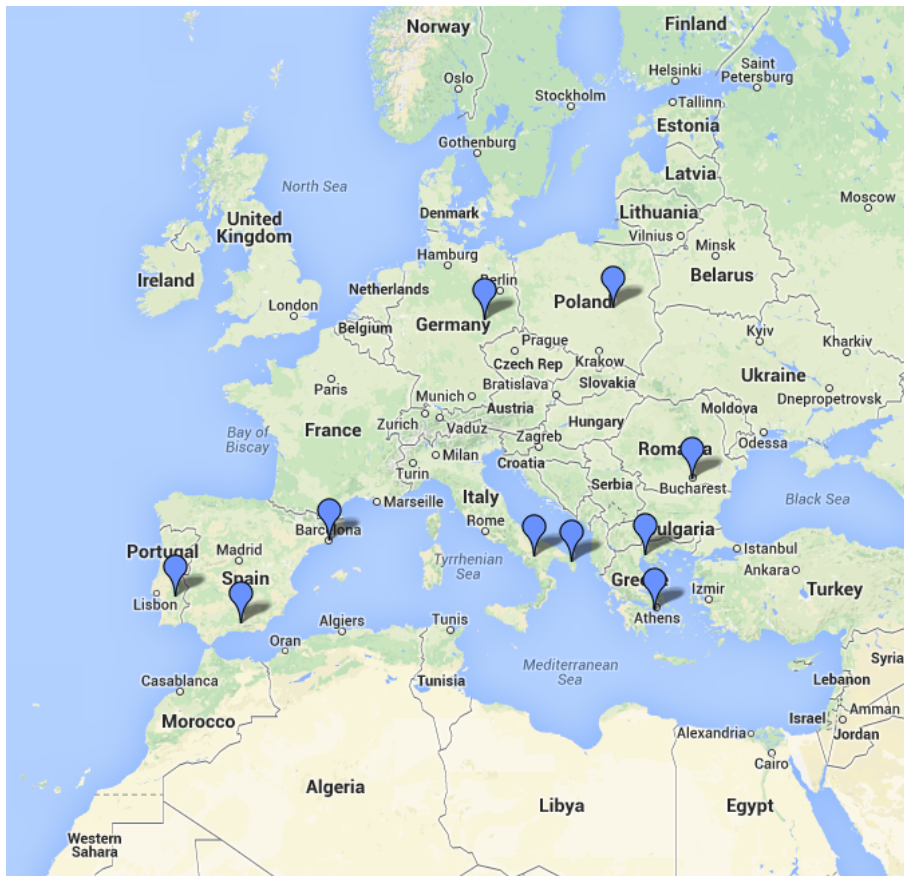 Norway
Finland
Oslo
Helsinki
Saint
Petersburg
Stockholm
Tallinn
Estonia
Gothenburg
North Sea
Latvia
Moscow
Denmark
Lithuania
United
Kingdom
Vilnius
Minsk
Hamburg
Belarus
Ireland
Netherlands
Berlin
Poland
London
Germany
Belgium
Kyiv
Prague
Kharkiv
Czech Rep
Krakow
Paris
Bratislava
Slovakia
Ukraine
Munich
Dnepropetrovsk
Austria
Moldova
Zurich
Vaduz
Hungary
France
Bay of
Biscay
Zagreb
Odessa
Milan
Croatia
Romania
Turin
Serbia
Bucharest
Marseille
Italy
Black Sea
Rome
Barcelona
Bulgaria
Portugal
Madrid
Istanbul
Tyrrhenian
Sea
Ankara
Spain
Greece
Izmir
Turkey
Lisbon
Athens
Algiers
Tunis
Oran
Mediterranean
Sea
Syria
Casablanca
Tunisia
Lebanon
Amman
Morocco
Israel
Alexandria
Jordan
Cairo
Algeria
Libya
Egypt
Western
Sahara